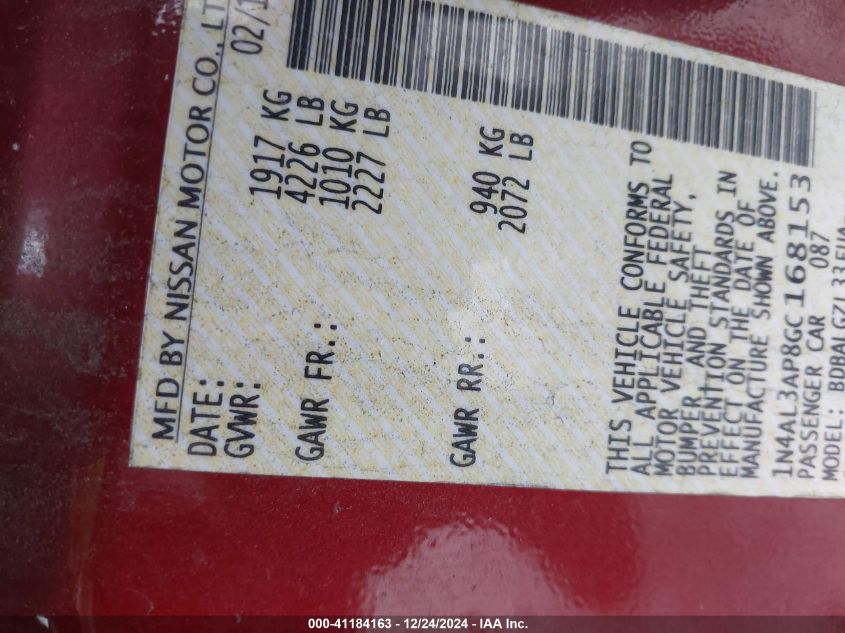 MFD BY NISSAN MOTOR CO., LT
DATE: 02/1
GVWR: 1917 KG
4226 LB
GAWR FR.: 1010 KG
2227 LB
GAWR RR.: 940 KG
2072 LB
THIS VEHICLE CONFORMS TO
ALL APPLICABLE FEDERAL
MOTOR VEHICLE SAFETY,
BUMPER, AND THEFT
PREVENTION STANDARDS IN
EFFECT ON THE DATE OF
MANUFACTURE SHOWN ABOVE.
1N4AL3AP8GC168153
PASSENGER CAR 087
MODEL:
000-41184163 - 12/24/2024 - IAA Inc.